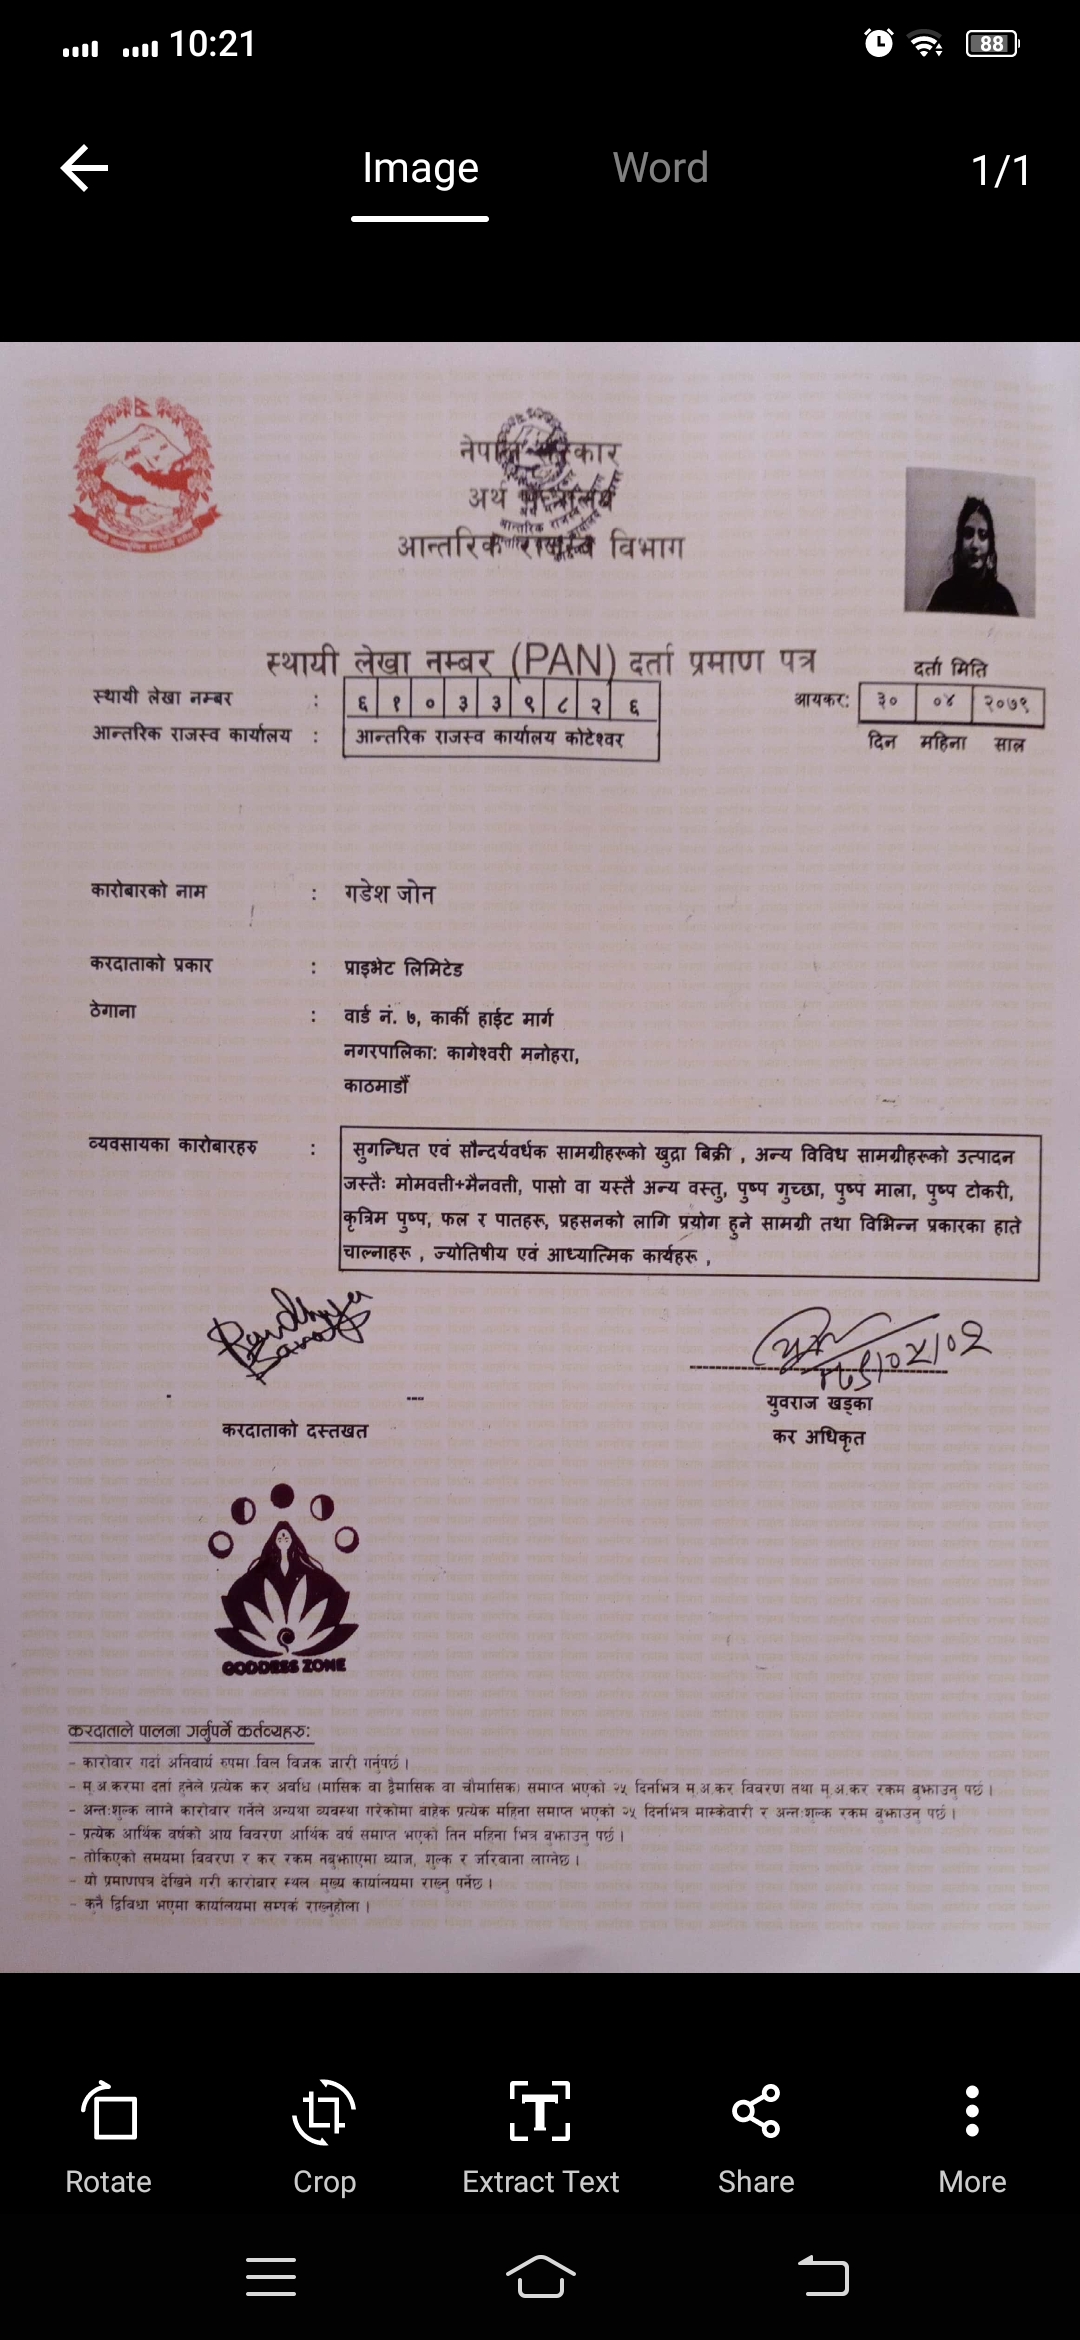 10:21
88
Image Word 1/1
नेपाल सरकार
अर्थ मन्त्रालय
आन्तरिक राजस्व विभाग
स्थायी लेखा नम्बर (PAN) दर्ता प्रमाण पत्र
दर्ता मिति
स्थायी लेखा नम्बर : ६ १ ० ३ ३ ९ ८ २ ६ आयकर: ३० ०४ २०७९
आन्तरिक राजस्व कार्यालय : आन्तरिक राजस्व कार्यालय कोटेश्वर दिन महिना साल
कारोबारको नाम : गडेश जोन
करदाताको प्रकार : प्राइभेट लिमिटेड
ठेगाना : वार्ड नं. ७, कार्की हाईट मार्ग
नगरपालिका: कागेश्वरी मनोहरा,
काठमाडौं
व्यवसायका कारोबारहरु : सुगन्धित एवं सौन्दर्यवर्धक सामग्रीहरूको खुद्रा बिक्री , अन्य विविध सामग्रीहरूको उत्पादन
जस्तैः मोमवत्ती+मैनवती, पासो वा यस्तै अन्य वस्तु, पुष्प गुच्छा, पुष्प माला, पुष्प टोकरी,
कृत्रिम पुष्प, फल र पातहरू, प्रहसनको लागि प्रयोग हुने सामग्री तथा विभिन्न प्रकारका हाते
चाल्नाहरू , ज्योतिषीय एवं आध्यात्मिक कार्यहरू ,
युवराज खड्का
करदाताको दस्तखत
कर अधिकृत
GODDESS ZONE
करदाताले पालना गर्नुपर्ने कर्तव्यहरु:
- कारोवार गर्दा अनिवार्य रुपमा विल विजक जारी गर्नुपर्छ ।
- मू.अ.करमा दर्ता हुनेले प्रत्येक कर अवधि (मासिक वा द्वैमासिक वा चौमासिक) समाप्त भएको २५ दिनभित्र मू.अ.कर विवरण तथा मू.अ.कर रकम बुझाउनु पर्छ ।
- अन्तःशुल्क लाग्ने कारोवार गर्नेले अन्यथा व्यवस्था गरेकोमा बाहेक प्रत्येक महिना समाप्त भएको २५ दिनभित्र मास्केवारी र अन्तःशुल्क रकम बुझाउनु पर्छ ।
- प्रत्येक आर्थिक वर्षको आय विवरण आर्थिक वर्ष समाप्त भएको तिन महिना भित्र बुझाउनु पर्छ ।
- तोकिएको समयमा विवरण र कर रकम नबुझाएमा ब्याज, शुल्क र जरिवाना लाग्नेछ ।
- यो प्रमाणपत्र देखिने गरी कारोबार स्थल मुख्य कार्यालयमा राख्नु पर्नेछ ।
- कुनै द्विविधा भएमा कार्यालयमा सम्पर्क राख्नुहोला ।
Rotate Crop Extract Text Share More